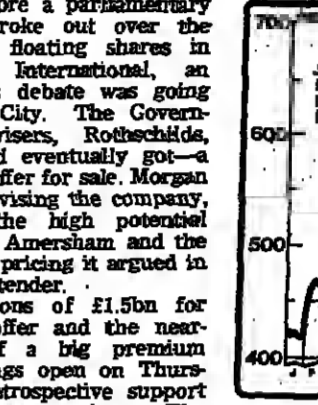 ore a parliamentary
roke out over the
floating shares in
International, an
debate was going
City. The Govern-
visers, Rothschilds,
d eventually got—a
ffer for sale. Morgan
vising the company,
the high potential
Amersham and the
pricing it argued in
tender.
ons of £1.5bn for
offer and the near-
f a big premium
ngs open on Thurs-
trospective support
700
600
500
400
J F